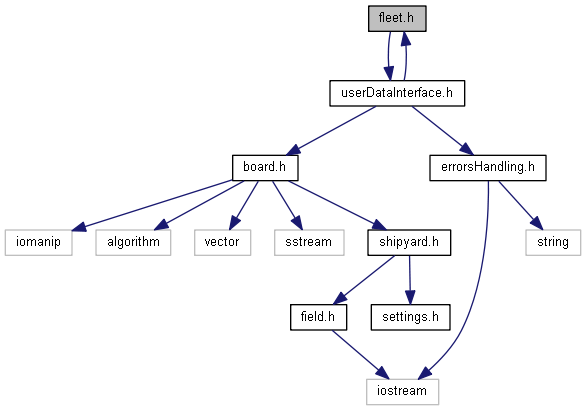 fleet.h
userDataInterface.h
board.h
errorsHandling.h
iomanip
algorithm
vector
sstream
shipyard.h
string
field.h
settings.h
iostream